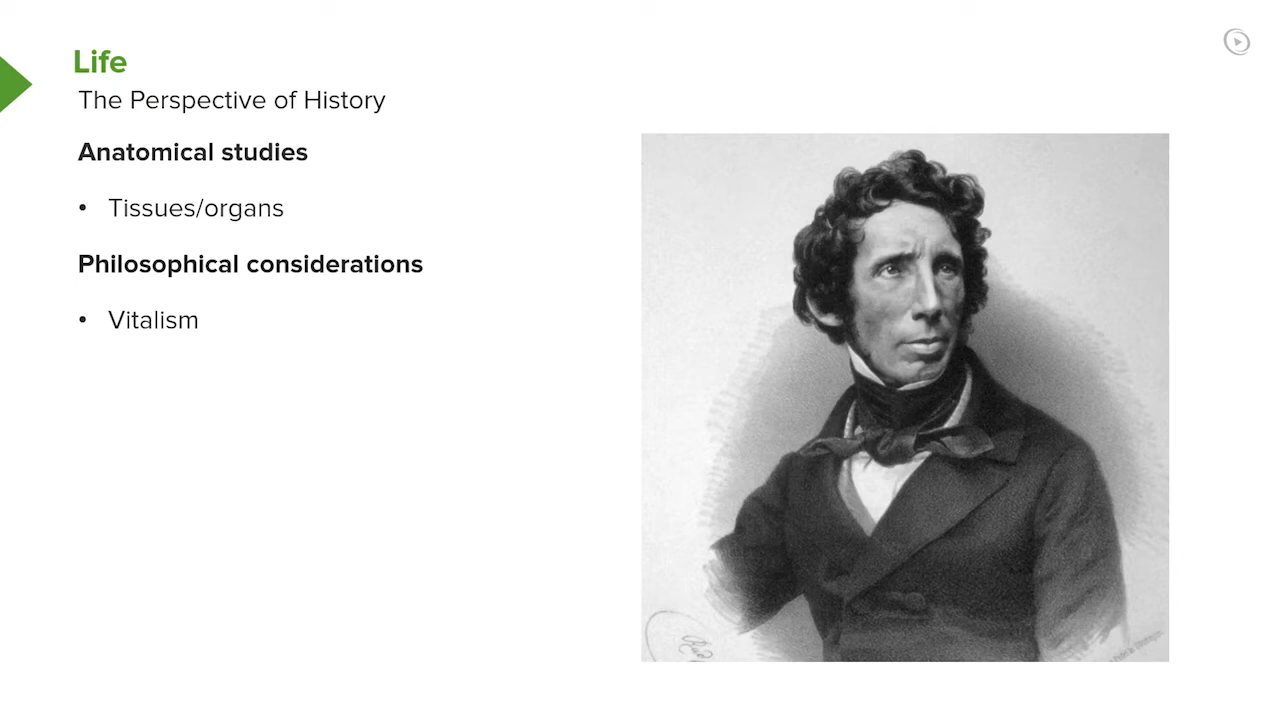 Life
The Perspective of History
Anatomical studies
• Tissues/organs
Philosophical considerations
• Vitalism